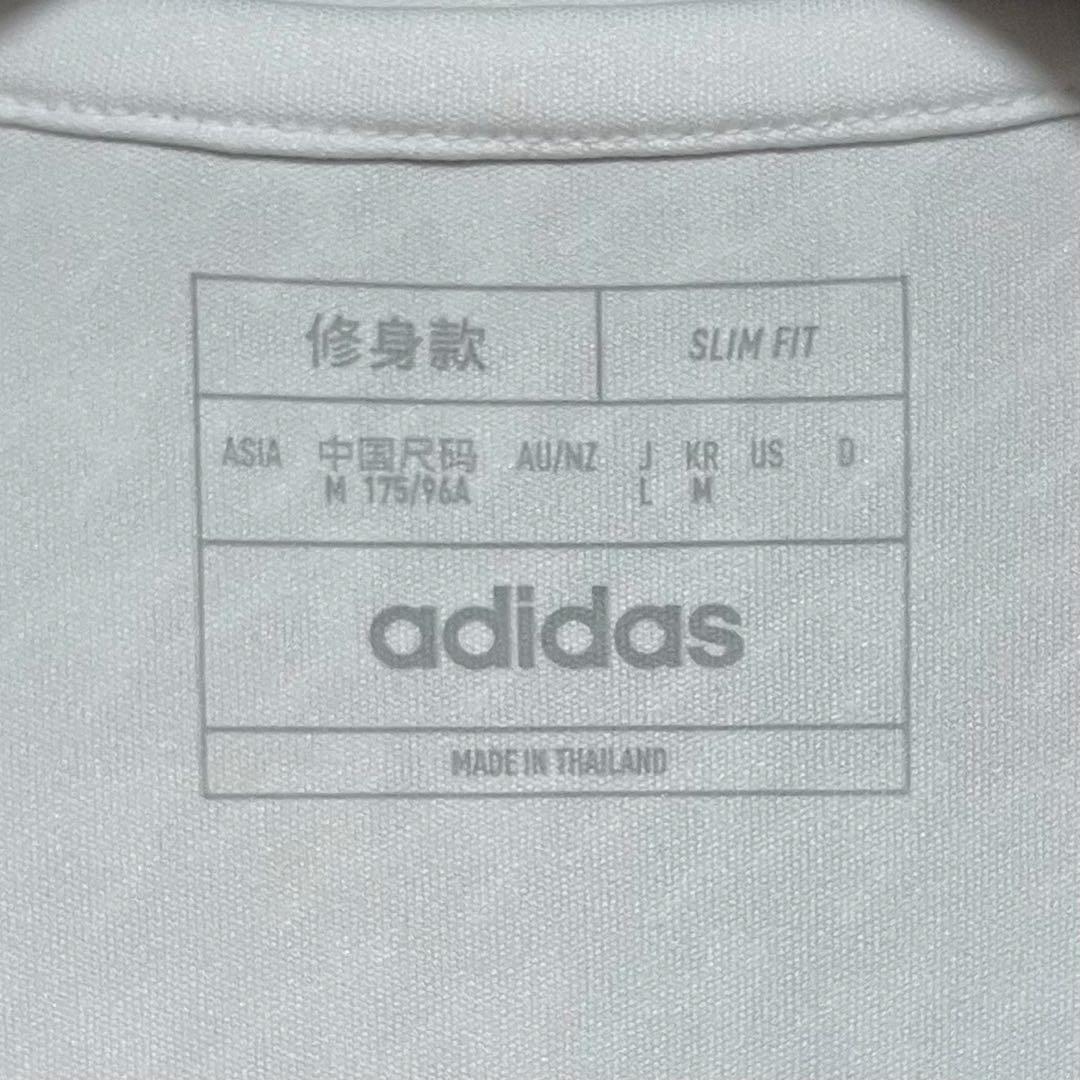 修身款 SLIM FIT
ASIA 中国尺码 AU/NZ J KR US D
M 175/96A L M
adidas
MADE IN THAILAND